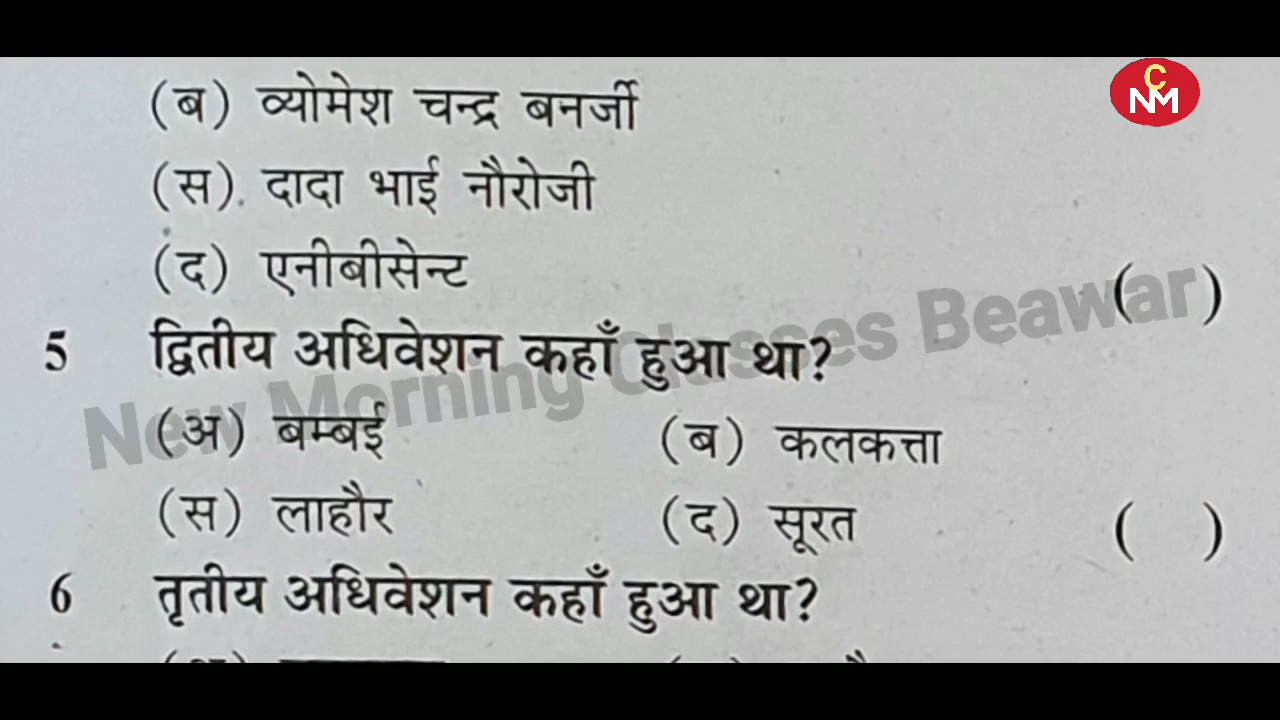 C
NM
(ब) व्योमेश चन्द्र बनर्जी
(स). दादा भाई नौरोजी
(द) एनीबीसेन्ट ( )
5 द्वितीय अधिवेशन कहाँ हुआ था?
New Morning Classes Beawar
(अ) बम्बई (ब) कलकत्ता
(स) लाहौर (द) सूरत ( )
6 तृतीय अधिवेशन कहाँ हुआ था?